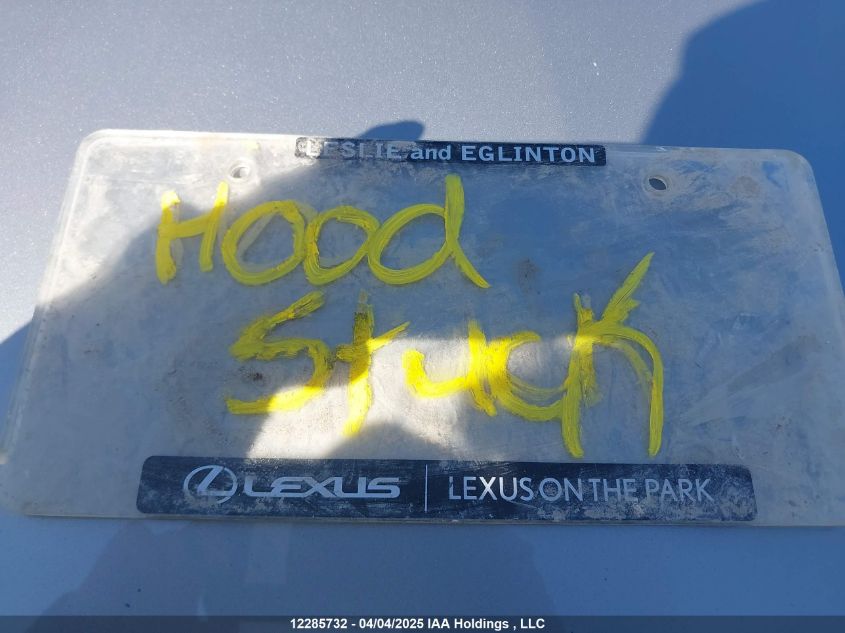 LESLIE and EGLINTON
HOOd
Stuck
LEXUS | LEXUS ON THE PARK
12285732 - 04/04/2025 IAA Holdings , LLC